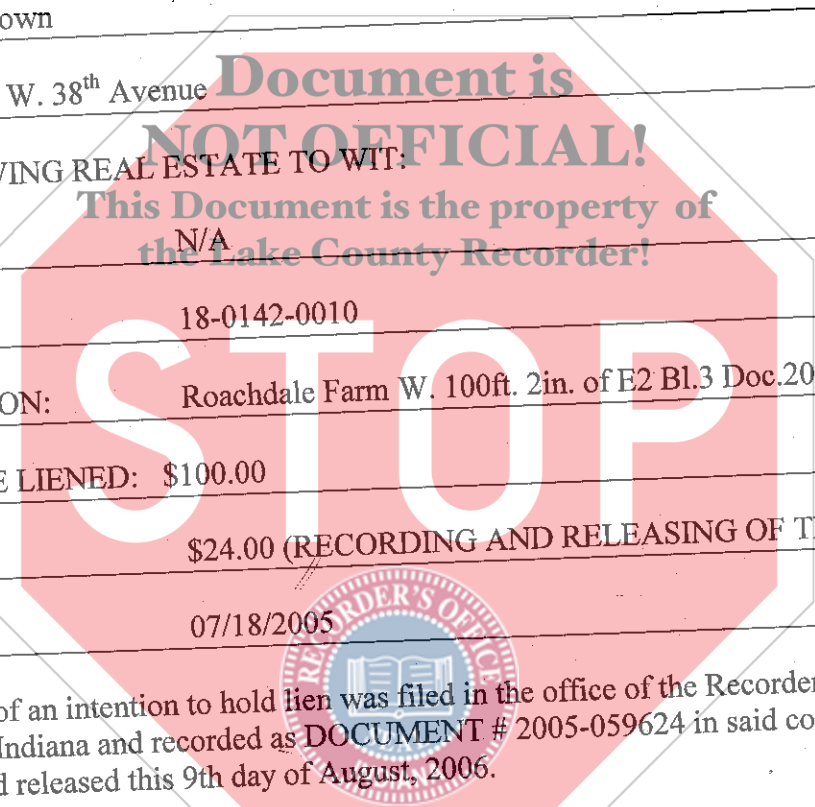 own
W. 38th Avenue
Document is
NOT OFFICIAL!
VING REAL ESTATE TO WIT:
This Document is the property of
N/A
the Lake County Recorder!
18-0142-0010
STOP
ON: Roachdale Farm W. 100ft. 2in. of E2 Bl.3 Doc.20
E LIENED: $100.00
$24.00 (RECORDING AND RELEASING OF T
07/18/2005
RECORDER'S OFFICE
of an intention to hold lien was filed in the office of the Recorder
Indiana and recorded as DOCUMENT # 2005-059624 in said co
d released this 9th day of August, 2006.